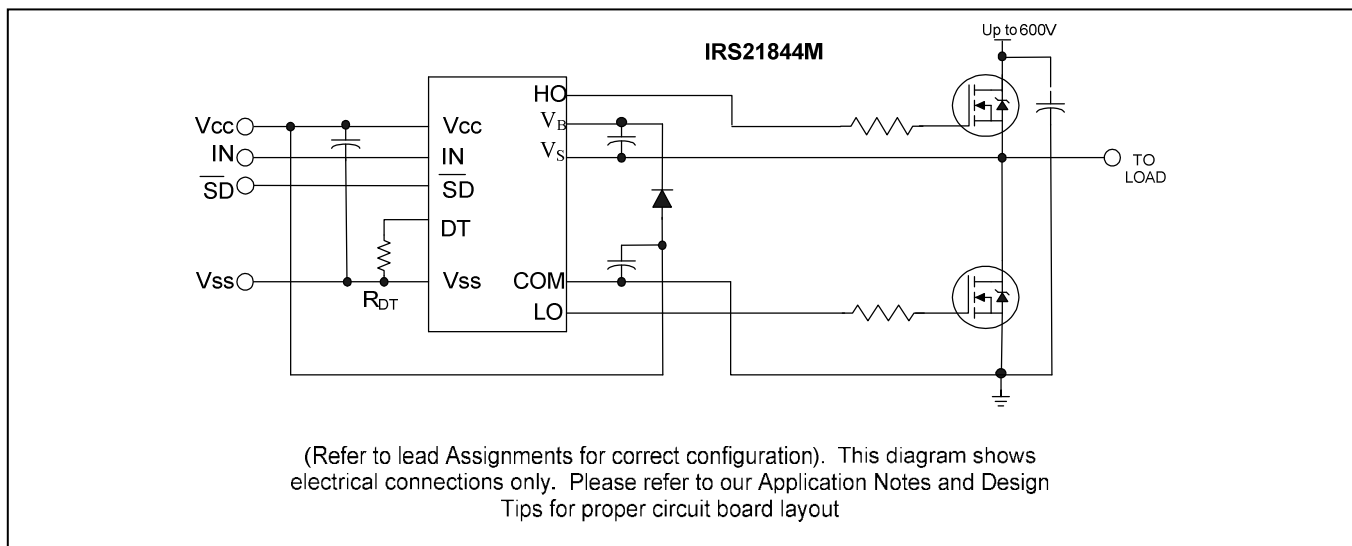 Up to 600V
IRS21844M
HO
Vcc
Vcc
VB
IN
IN
VS
TO
LOAD
SD
SD
DT
Vss
RDT
Vss
COM
LO
(Refer to lead Assignments for correct configuration). This diagram shows
electrical connections only. Please refer to our Application Notes and Design
Tips for proper circuit board layout